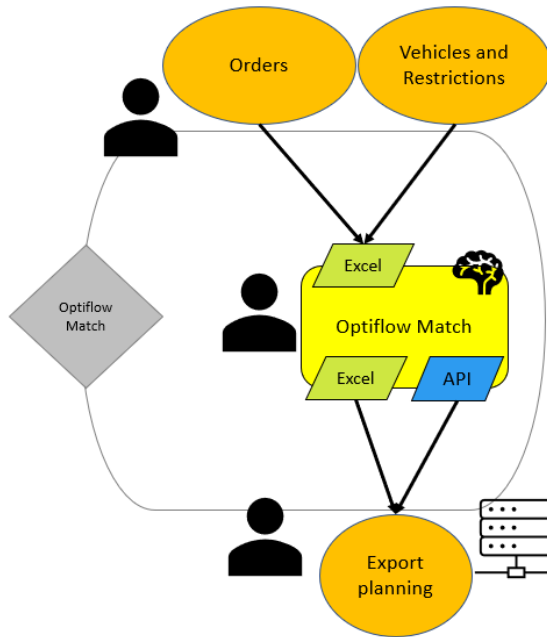 Orders
Vehicles and
Restrictions
Excel
Optiflow
Match
Optiflow Match
Excel
API
Export
planning